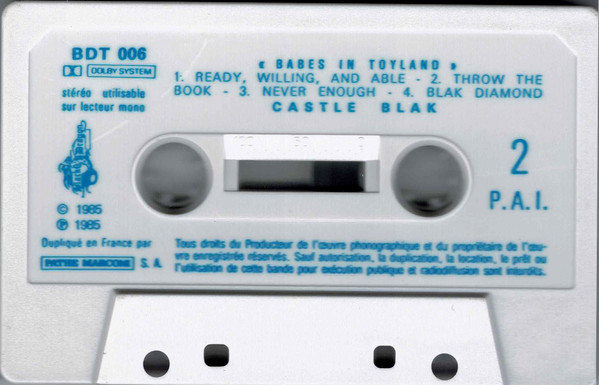 BDT 006
DOLBY SYSTEM
stéréo utilisable
sur lecteur mono
© 1985
℗ 1985
Dupliqué en France par
PATHE MARCONI S. A.
« BABES IN TOYLAND »
1. READY, WILLING, AND ABLE - 2. THROW THE
BOOK - 3. NEVER ENOUGH - 4. BLAK DIAMOND
CASTLE BLAK
100 50 0
2
P.A.I.
Tous droits du Producteur de l'œuvre phonographique et du propriétaire de l'œu-
vre enregistrée réservés. Sauf autorisation, la duplication, la location, le prêt ou
l'utilisation de cette bande pour exécution publique et radiodiffusion sont interdits.